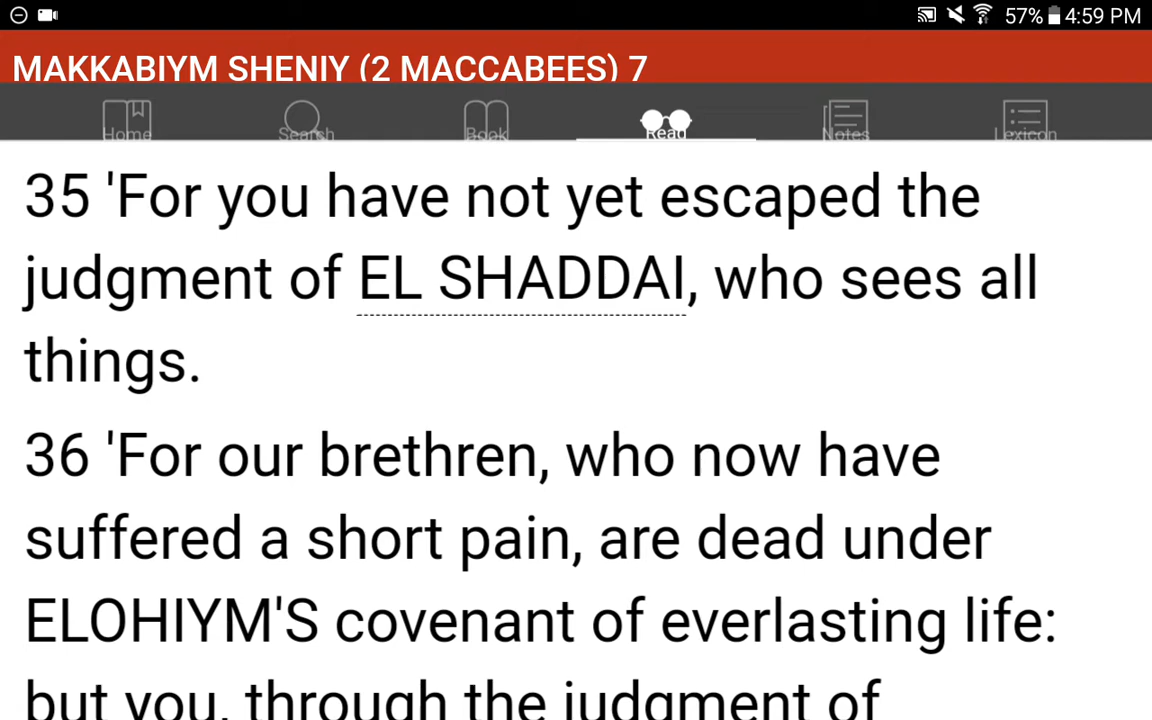 57% 4:59 PM
MAKKABIYM SHENIY (2 MACCABEES) 7
Home Search Book Read Notes Lexicon
35 'For you have not yet escaped the
judgment of EL SHADDAI, who sees all
things.
36 'For our brethren, who now have
suffered a short pain, are dead under
ELOHIYM'S covenant of everlasting life:
but you, through the judgment of